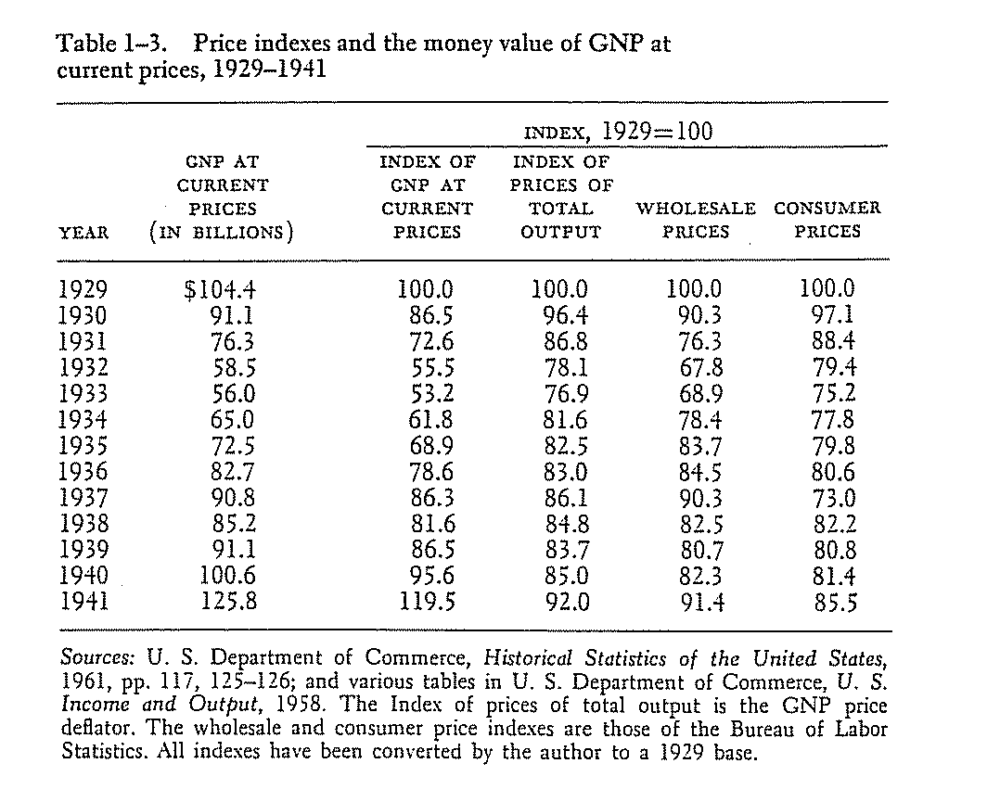 Table 1–3. Price indexes and the money value of GNP at
current prices, 1929–1941
INDEX, 1929=100
GNP AT INDEX OF INDEX OF
CURRENT GNP AT PRICES OF
PRICES CURRENT TOTAL WHOLESALE CONSUMER
YEAR (IN BILLIONS) PRICES OUTPUT PRICES PRICES
1929 $104.4 100.0 100.0 100.0 100.0
1930 91.1 86.5 96.4 90.3 97.1
1931 76.3 72.6 86.8 76.3 88.4
1932 58.5 55.5 78.1 67.8 79.4
1933 56.0 53.2 76.9 68.9 75.2
1934 65.0 61.8 81.6 78.4 77.8
1935 72.5 68.9 82.5 83.7 79.8
1936 82.7 78.6 83.0 84.5 80.6
1937 90.8 86.3 86.1 90.3 73.0
1938 85.2 81.6 84.8 82.5 82.2
1939 91.1 86.5 83.7 80.7 80.8
1940 100.6 95.6 85.0 82.3 81.4
1941 125.8 119.5 92.0 91.4 85.5
Sources: U. S. Department of Commerce, Historical Statistics of the United States,
1961, pp. 117, 125–126; and various tables in U. S. Department of Commerce, U. S.
Income and Output, 1958. The Index of prices of total output is the GNP price
deflator. The wholesale and consumer price indexes are those of the Bureau of Labor
Statistics. All indexes have been converted by the author to a 1929 base.